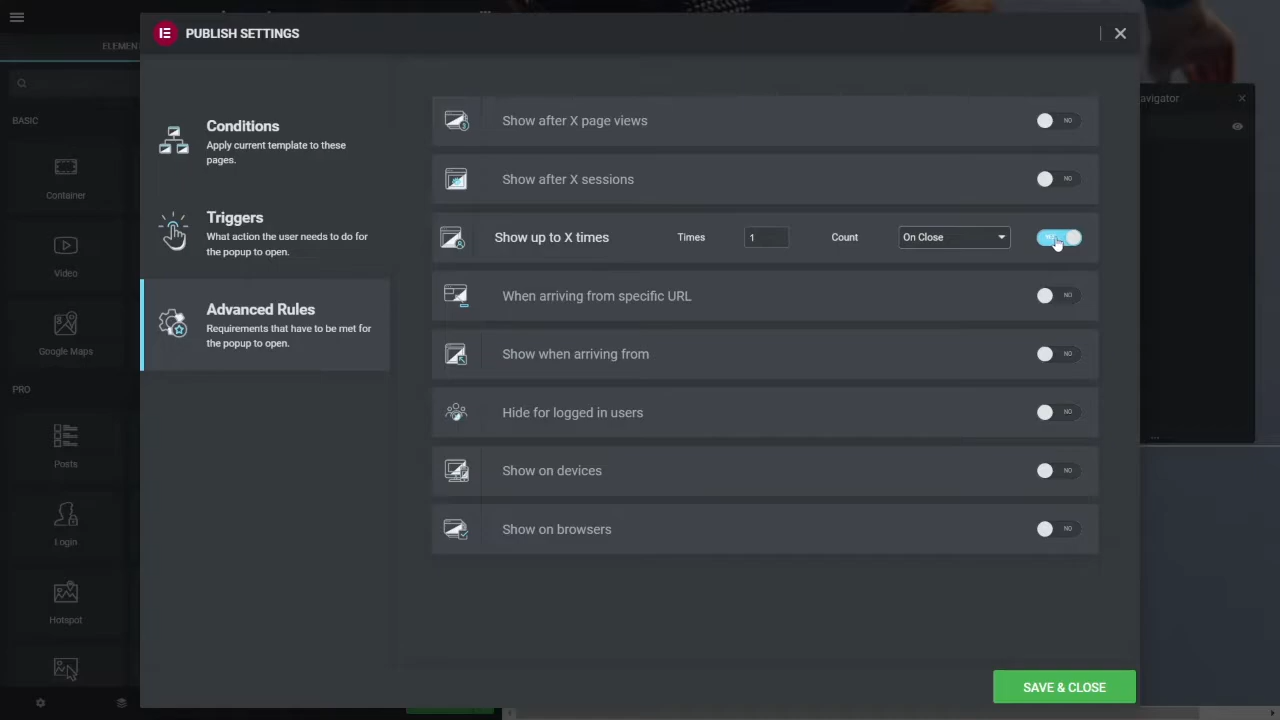 PUBLISH SETTINGS
ELEMEN
avigator
BASIC
Container
Video
Google Maps
PRO
Posts
Login
Hotspot
Conditions
Apply current template to these
pages.
Triggers
What action the user needs to do for
the popup to open.
Advanced Rules
Requirements that have to be met for
the popup to open.
Show after X page views
NO
Show after X sessions
NO
Show up to X times
Times
1
Count
On Close
YES
When arriving from specific URL
NO
Show when arriving from
NO
Hide for logged in users
NO
Show on devices
NO
Show on browsers
NO
SAVE & CLOSE